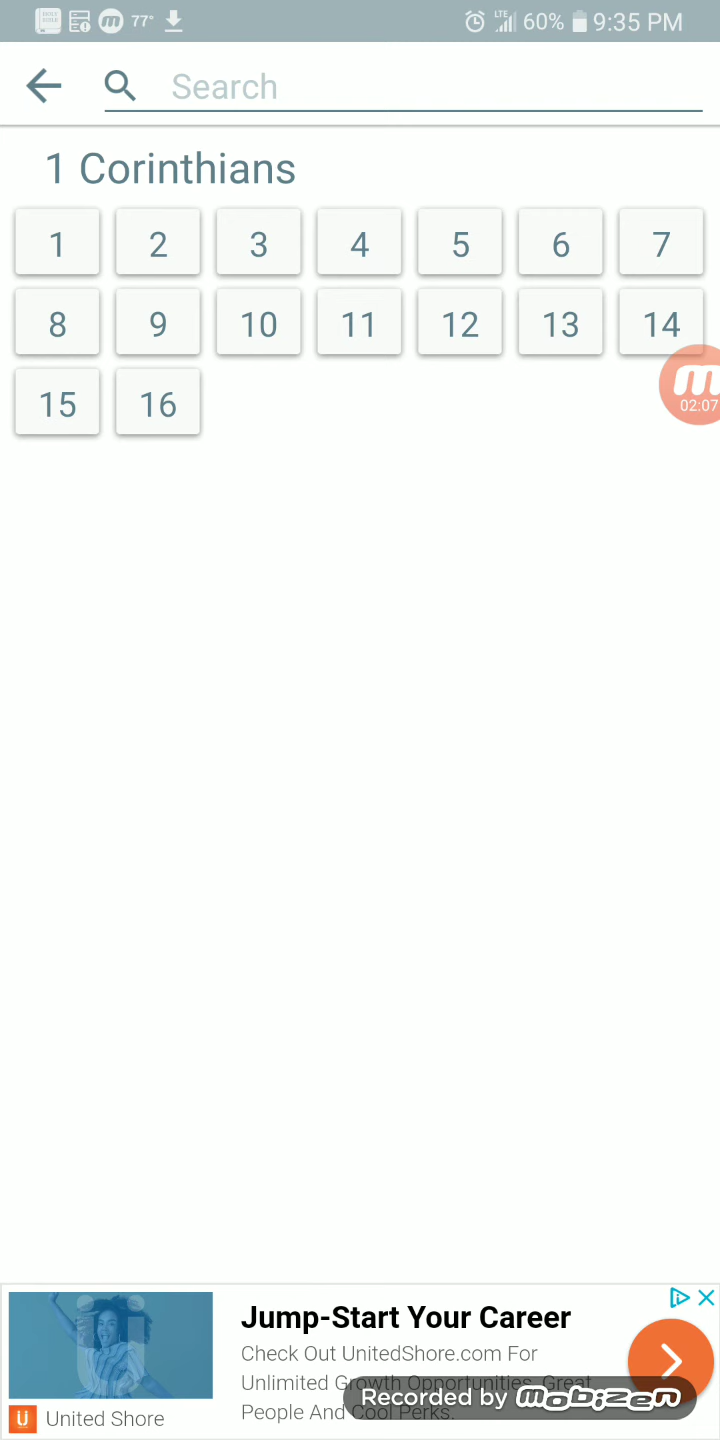 77° LTE 60% 9:35 PM
Search
1 Corinthians
1 2 3 4 5 6 7
8 9 10 11 12 13 14
15 16
m
02:07
Jump-Start Your Career
Check Out UnitedShore.com For
Unlimited Growth Opportunities, Great
People And Cool Perks.
United Shore
Recorded by mobizen